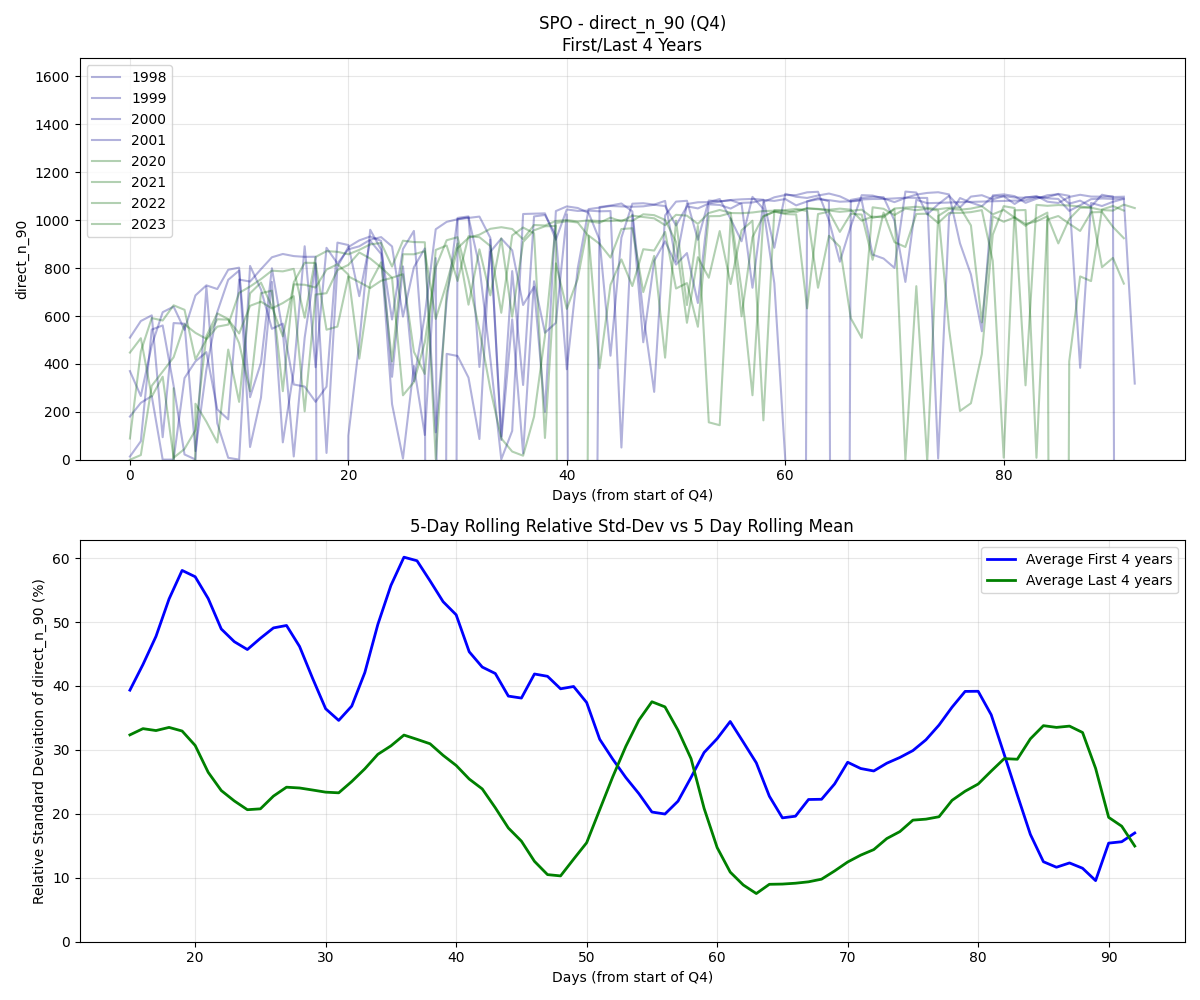 SPO - direct_n_90 (Q4)
First/Last 4 Years
1600
1400
1200
1000
800
600
400
200
0
direct_n_90
1998
1999
2000
2001
2020
2021
2022
2023
0 20 40 60 80
Days (from start of Q4)
5-Day Rolling Relative Std-Dev vs 5 Day Rolling Mean
60
50
40
30
20
10
0
Relative Standard Deviation of direct_n_90 (%)
Average First 4 years
Average Last 4 years
20 30 40 50 60 70 80 90
Days (from start of Q4)